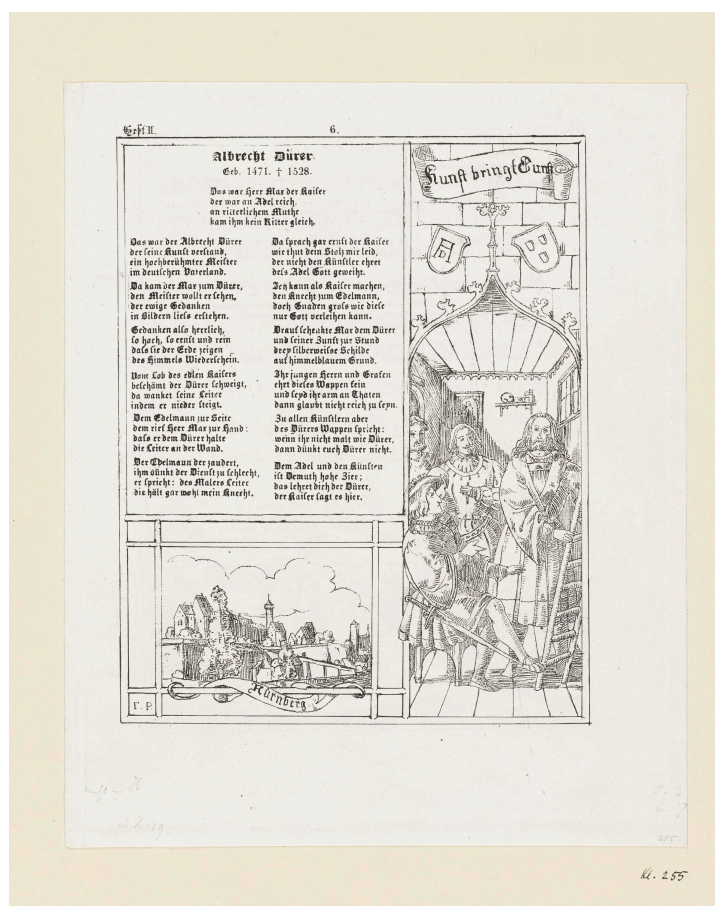 Heft II.
6.
Albrecht Dürer.
Geb. 1471. † 1528.
Das war Herr Max der Kaiser
der war an Adel reich,
an ritterlichem Muthe
kam ihm kein Ritter gleich.
Das war der Albrecht Dürer
der seine Kunst verstand,
ein hochberühmter Meister
im deutschen Vaterland.
Da kam der Max zum Dürer,
den Meister wollt er sehen,
der ewige Gedanken
in Bildern liess erstehen.
Gedanken also herrlich,
so hoch, so ernst und rein
dass sie der Erde zeigen
des Himmels Wiederschein.
Vom Lob des edlen Kaisers
beschämt der Dürer schweigt,
da wanket seine Leiter
indem er nieder steigt.
Dem Edelmann zur Seite
dem rief Herr Max zur Hand:
dass er dem Dürer halte
die Leiter an der Wand.
Der Edelmann der zaudert,
ihm dünkt der Dienst zu schlecht,
er spricht: des Malers Leiter
die hält gar wohl mein Knecht.
Da sprach gar ernst der Kaiser
wie thut dein Stolz mir leid,
der nicht den Künstler ehret
dess Adel Gott geweiht.
Ich kann als Kaiser machen,
den Knecht zum Edelmann,
doch Gnaden gross wie diese
nur Gott verleihen kann.
Drauf schenkte Max dem Dürer
und seiner Zunft zur Stund
drey silberweisse Schilde
auf himmelblauem Grund.
Ihr jungen Herrn und Grafen
ehrt dieses Wappen fein
und seyd ihr arm an Thaten
dann glaubt nicht reich zu seyn.
Zu allen Künstlern aber
des Dürers Wappen spricht:
wenn ihr nicht malt wie Dürer,
dann dünkt euch Dürer nicht.
Dem Adel und den Künsten
ist Demuth hohe Zier;
das lehret dich der Dürer,
der Kaiser sagt es hier.
Kunst bringt Gunst
AD
Nürnberg.
F. P.
255
Kl. 255